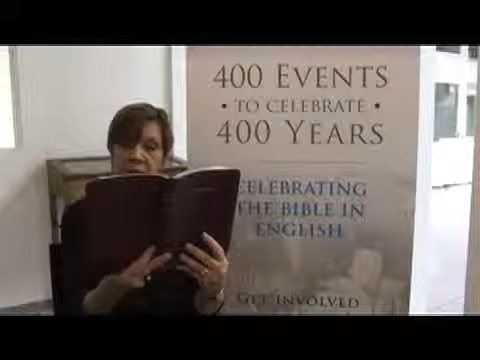 400 EVENTS
• TO CELEBRATE •
400 YEARS
CELEBRATING
THE BIBLE IN
ENGLISH
GET INVOLVED